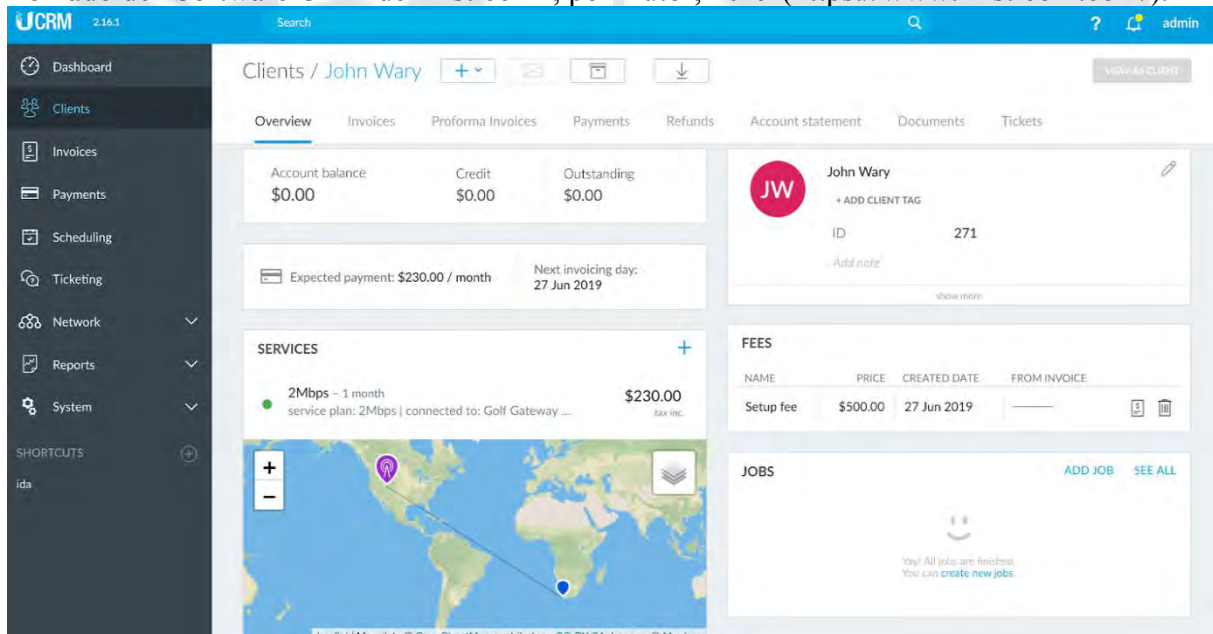 UCRM 2.16.1 Search ? admin
Dashboard
Clients
Invoices
Payments
Scheduling
Ticketing
Network
Reports
System
SHORTCUTS
ida
Clients / John Wary + VIEW AS CLIENT
Overview Invoices Proforma Invoices Payments Refunds Account statement Documents Tickets
Account balance Credit Outstanding
$0.00 $0.00 $0.00
Expected payment: $230.00 / month
Next invoicing day:
27 Jun 2019
SERVICES +
2Mbps – 1 month $230.00
service plan: 2Mbps | connected to: Golf Gateway ... tax inc.
+
−
JW
John Wary
+ ADD CLIENT TAG
ID 271
Add note
show more
FEES
NAME PRICE CREATED DATE FROM INVOICE
Setup fee $500.00 27 Jun 2019
JOBS ADD JOB SEE ALL
Yay! All jobs are finished.
You can create new jobs.